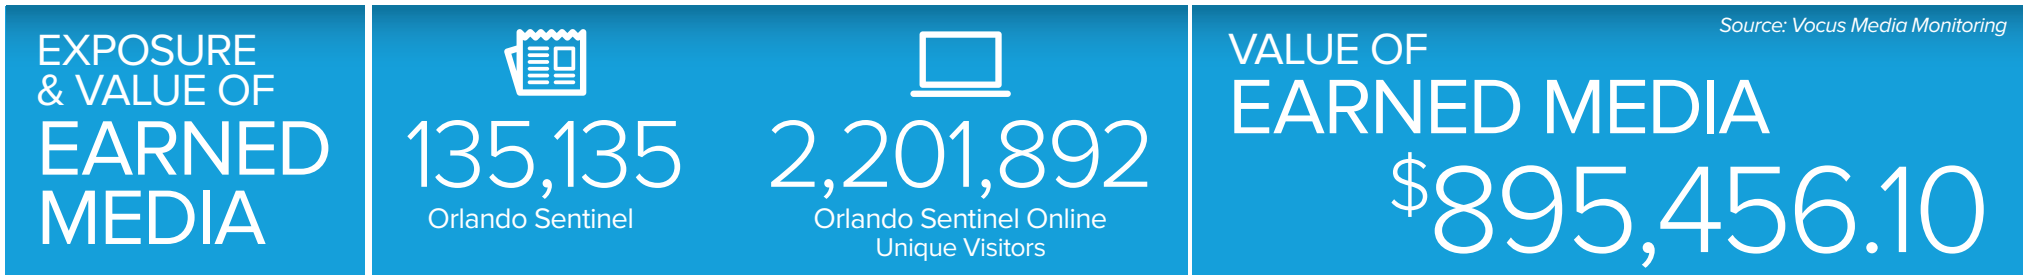 EXPOSURE
& VALUE OF
EARNED
MEDIA
135,135
Orlando Sentinel
2,201,892
Orlando Sentinel Online
Unique Visitors
Source: Vocus Media Monitoring
VALUE OF
EARNED MEDIA
$895,456.10